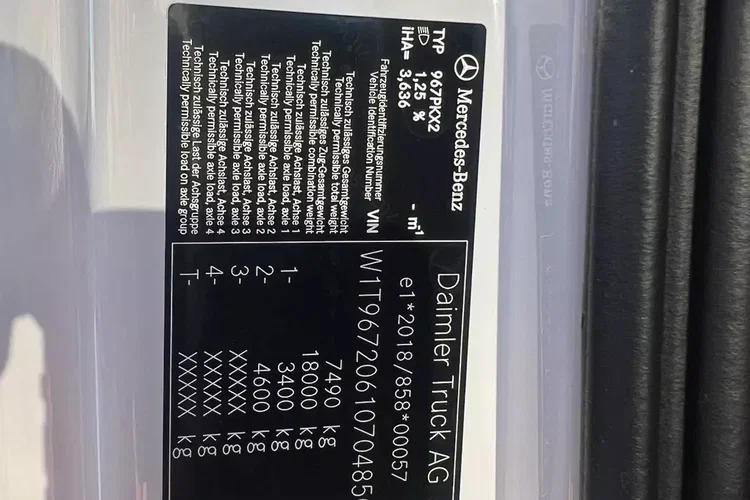 Mercedes-Benz Daimler Truck AG
TYP 967PKX2 e1*2018/858*00057
1,25 % - m⁻¹
iHA= 3,636
Fahrzeugidentifizierungsnummer
Vehicle Identification Number VIN W1T9672061070485
Technisch zulässiges Gesamtgewicht
Technically permissible total weight 7490 kg
Technisch zulässiges Zug-Gesamtgewicht
Technically permissible combination weight 18000 kg
Technisch zulässige Achslast, Achse 1
Technically permissible axle load, axle 1 1- 3400 kg
Technisch zulässige Achslast, Achse 2
Technically permissible axle load, axle 2 2- 4600 kg
Technisch zulässige Achslast, Achse 3
Technically permissible axle load, axle 3 3- XXXXX kg
Technisch zulässige Achslast, Achse 4
Technically permissible axle load, axle 4 4- XXXXX kg
Technisch zulässige Last der Achsgruppe
Technically permissible load on axle group T- XXXXX kg